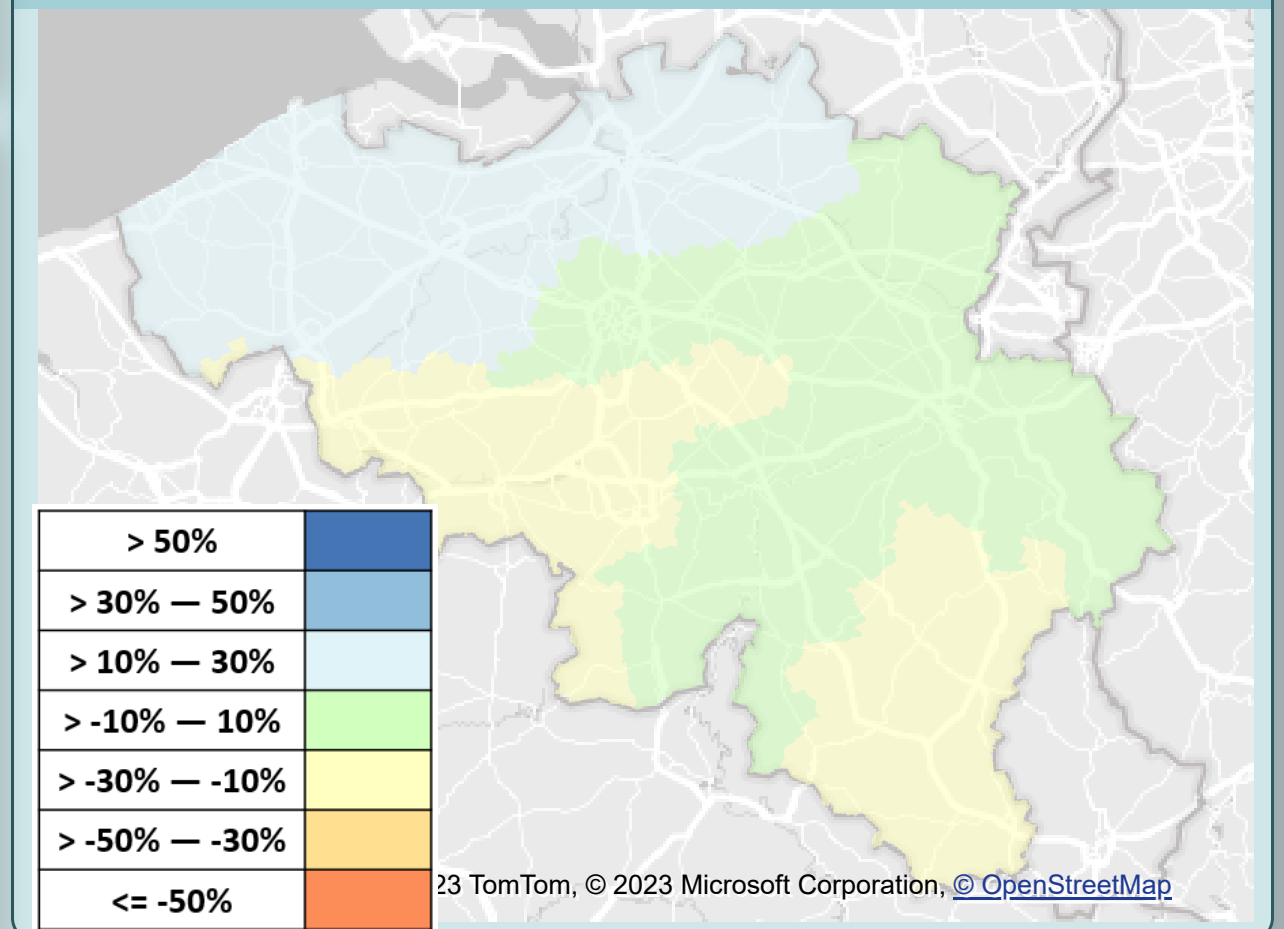 > 50%
> 30% — 50%
> 10% — 30%
> -10% — 10%
> -30% — -10%
> -50% — -30%
<= -50%
23 TomTom, © 2023 Microsoft Corporation, © OpenStreetMap